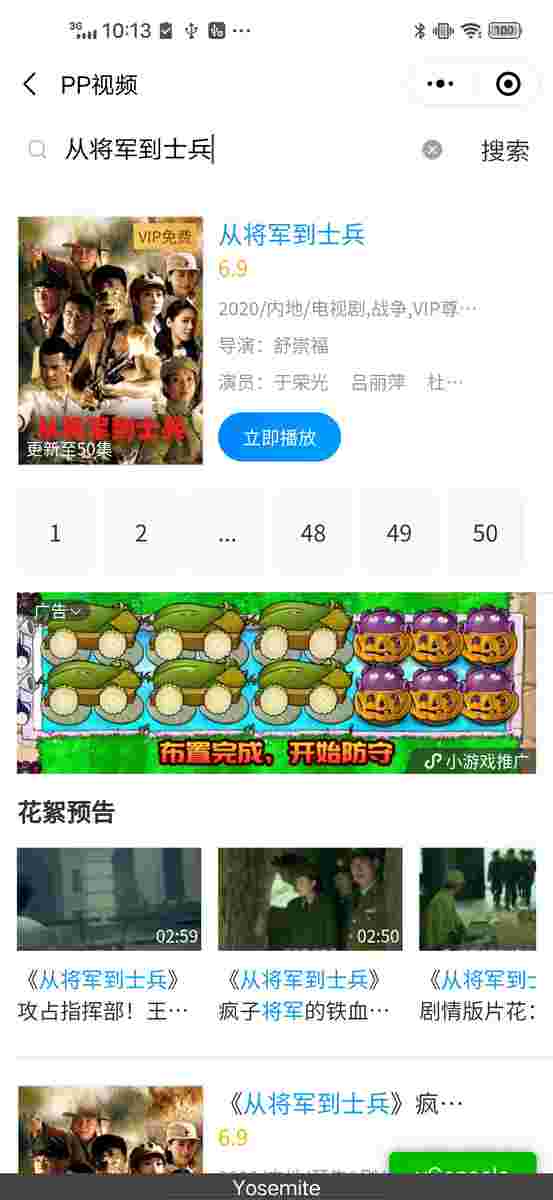 3G 10:13 100
PP视频
从将军到士兵 搜索
VIP免费
从将军到士兵
更新至50集
从将军到士兵
6.9
2020/内地/电视剧,战争,VIP尊…
导演：舒崇福
演员：于荣光 吕丽萍 杜…
立即播放
1 2 ... 48 49 50
广告
布置完成，开始防守
小游戏推广
花絮预告
02:59 02:50
《从将军到士兵》
攻占指挥部！王…
《从将军到士兵》
疯子将军的铁血…
《从将军到士
剧情版片花：
《从将军到士兵》疯…
6.9
vConsole
Yosemite